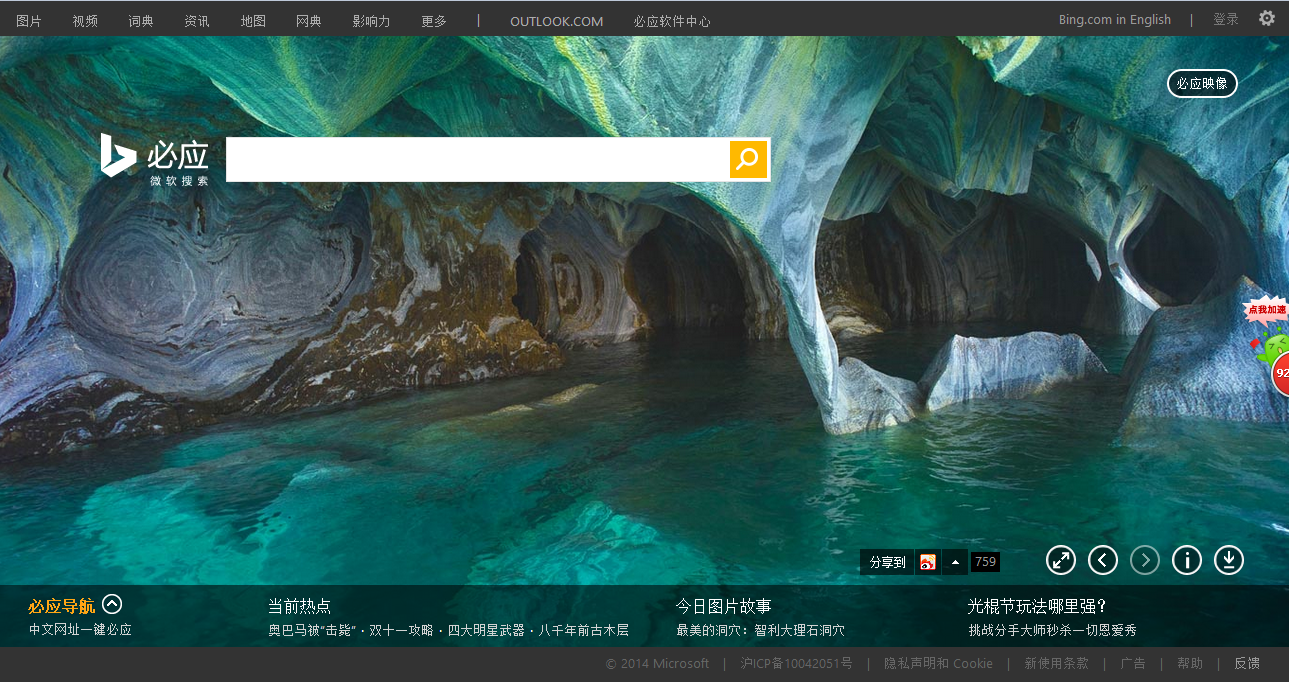 图片 视频 词典 资讯 地图 网典 影响力 更多 | OUTLOOK.COM 必应软件中心 Bing.com in English | 登录
必应映像
必应
微软搜索
点我加速
92
分享到 759
必应导航 当前热点 今日图片故事 光棍节玩法哪里强?
中文网址一键必应 奥巴马被“击毙” · 双十一攻略 · 四大明星武器 · 八千年前古木层 最美的洞穴：智利大理石洞穴 挑战分手大师秒杀一切恩爱秀
© 2014 Microsoft | 沪ICP备10042051号 | 隐私声明和 Cookie | 新使用条款 | 广告 | 帮助 | 反馈